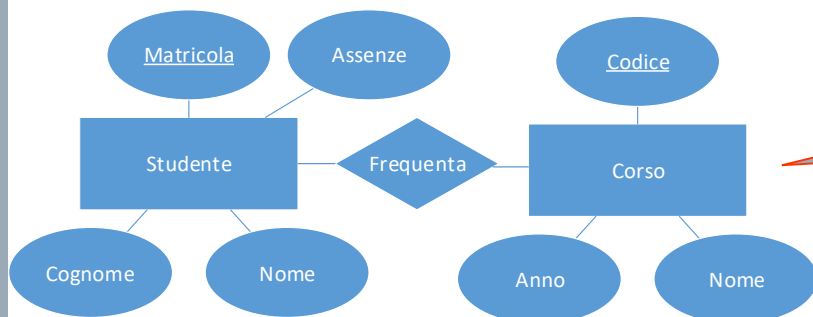 Matricola
Assenze
Codice
Studente
Frequenta
Corso
Cognome
Nome
Anno
Nome